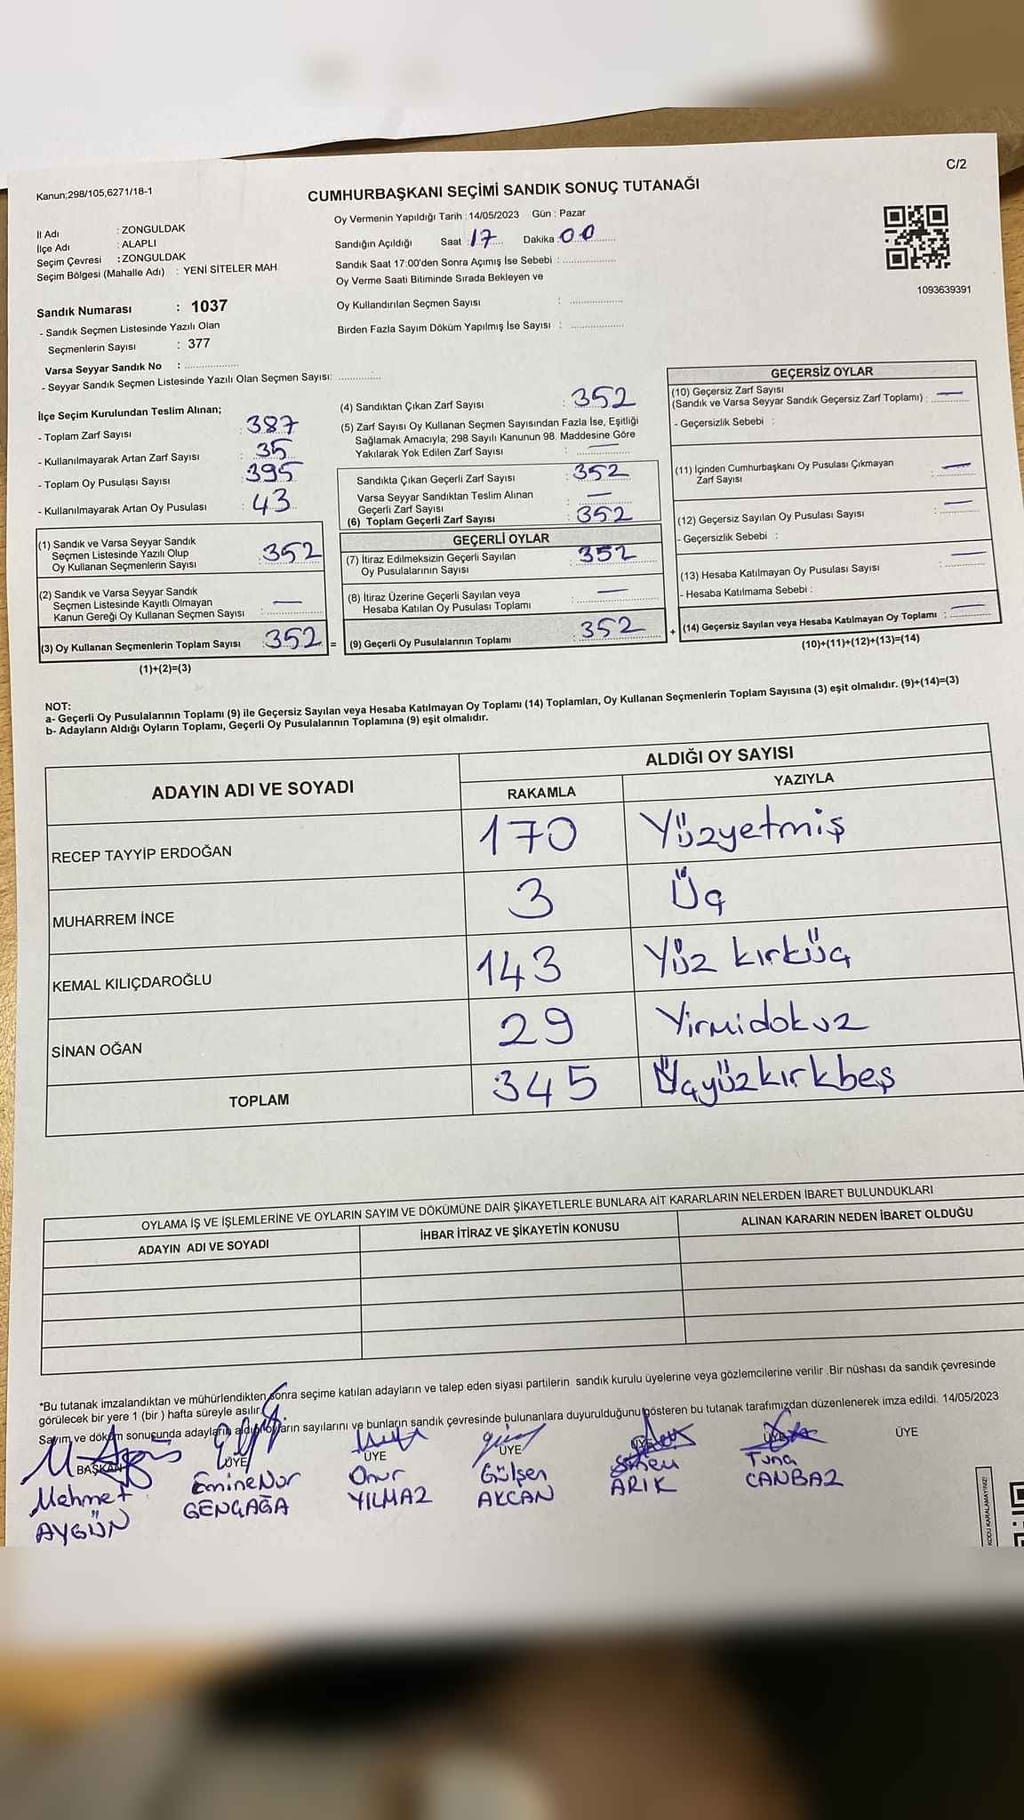 C/2
Kanun;298/105,6271/18-1
CUMHURBAŞKANI SEÇİMİ SANDIK SONUÇ TUTANAĞI
İl Adı : ZONGULDAK
İlçe Adı : ALAPLI
Seçim Çevresi : ZONGULDAK
Seçim Bölgesi (Mahalle Adı) : YENİ SİTELER MAH
Oy Vermenin Yapıldığı Tarih : 14/05/2023 Gün : Pazar
Sandığın Açıldığı Saat : 17 Dakika : 00
Sandık Saat 17:00'den Sonra Açımış İse Sebebi :
Oy Verme Saati Bitiminde Sırada Bekleyen ve
Oy Kullandırılan Seçmen Sayısı :
Birden Fazla Sayım Döküm Yapılmış İse Sayısı :
1093639391
Sandık Numarası : 1037
- Sandık Seçmen Listesinde Yazılı Olan
Seçmenlerin Sayısı : 377
Varsa Seyyar Sandık No :
- Seyyar Sandık Seçmen Listesinde Yazılı Olan Seçmen Sayısı:
İlçe Seçim Kurulundan Teslim Alınan;
- Toplam Zarf Sayısı : 387
- Kullanılmayarak Artan Zarf Sayısı : 35
- Toplam Oy Pusulası Sayısı : 395
- Kullanılmayarak Artan Oy Pusulası : 43
(1) Sandık ve Varsa Seyyar Sandık
Seçmen Listesinde Yazılı Olup
Oy Kullanan Seçmenlerin Sayısı : 352
(2) Sandık ve Varsa Seyyar Sandık
Seçmen Listesinde Kayıtlı Olmayan
Kanun Gereği Oy Kullanan Seçmen Sayısı : —
(3) Oy Kullanan Seçmenlerin Toplam Sayısı : 352 =
(1)+(2)=(3)
(4) Sandıktan Çıkan Zarf Sayısı : 352
(5) Zarf Sayısı Oy Kullanan Seçmen Sayısından Fazla İse, Eşitliği
Sağlamak Amacıyla; 298 Sayılı Kanunun 98. Maddesine Göre
Yakılarak Yok Edilen Zarf Sayısı : —
Sandıkta Çıkan Geçerli Zarf Sayısı : 352
Varsa Seyyar Sandıktan Teslim Alınan
Geçerli Zarf Sayısı : —
(6) Toplam Geçerli Zarf Sayısı : 352
GEÇERLİ OYLAR
(7) İtiraz Edilmeksizin Geçerli Sayılan
Oy Pusulalarının Sayısı : 352
(8) İtiraz Üzerine Geçerli Sayılan veya
Hesaba Katılan Oy Pusulası Toplamı : —
(9) Geçerli Oy Pusulalarının Toplamı : 352 +
GEÇERSİZ OYLAR
(10) Geçersiz Zarf Sayısı
(Sandık ve Varsa Seyyar Sandık Geçersiz Zarf Toplamı) : —
- Geçersizlik Sebebi :
(11) İçinden Cumhurbaşkanı Oy Pusulası Çıkmayan
Zarf Sayısı : —
(12) Geçersiz Sayılan Oy Pusulası Sayısı : —
- Geçersizlik Sebebi :
(13) Hesaba Katılmayan Oy Pusulası Sayısı : —
- Hesaba Katılmama Sebebi :
(14) Geçersiz Sayılan veya Hesaba Katılmayan Oy Toplamı : —
(10)+(11)+(12)+(13)=(14)
NOT:
a- Geçerli Oy Pusulalarının Toplamı (9) ile Geçersiz Sayılan veya Hesaba Katılmayan Oy Toplamı (14) Toplamları, Oy Kullanan Seçmenlerin Toplam Sayısına (3) eşit olmalıdır. (9)+(14)=(3)
b- Adayların Aldığı Oyların Toplamı, Geçerli Oy Pusulalarının Toplamına (9) eşit olmalıdır.
ADAYIN ADI VE SOYADI
ALDIĞI OY SAYISI
RAKAMLA YAZIYLA
RECEP TAYYİP ERDOĞAN 170 Yüzyetmiş
MUHARREM İNCE 3 Üç
KEMAL KILIÇDAROĞLU 143 Yüz kırküç
SİNAN OĞAN 29 Yirmidokuz
TOPLAM 345 Üçyüzkırkbeş
OYLAMA İŞ VE İŞLEMLERİNE VE OYLARIN SAYIM VE DÖKÜMÜNE DAİR ŞİKAYETLERLE BUNLARA AİT KARARLARIN NELERDEN İBARET BULUNDUKLARI
ADAYIN ADI VE SOYADI İHBAR İTİRAZ VE ŞİKAYETİN KONUSU ALINAN KARARIN NEDEN İBARET OLDUĞU
*Bu tutanak imzalandıktan ve mühürlendikten sonra seçime katılan adayların ve talep eden siyasi partilerin sandık kurulu üyelerine veya gözlemcilerine verilir .Bir nüshası da sandık çevresinde
görülecek bir yere 1 (bir ) hafta süreyle asılır.
Sayım ve döküm sonucunda adayların aldığı oyların sayılarını ve bunların sandık çevresinde bulunanlara duyurulduğunu gösteren bu tutanak tarafımızdan düzenlenerek imza edildi. 14/05/2023
BAŞKAN ÜYE ÜYE ÜYE ÜYE ÜYE ÜYE
Mehmet Emine Nur Onur Gülşen Tuna
AYGÜN GENÇAĞA YILMAZ AKCAN ARIK CANBAZ